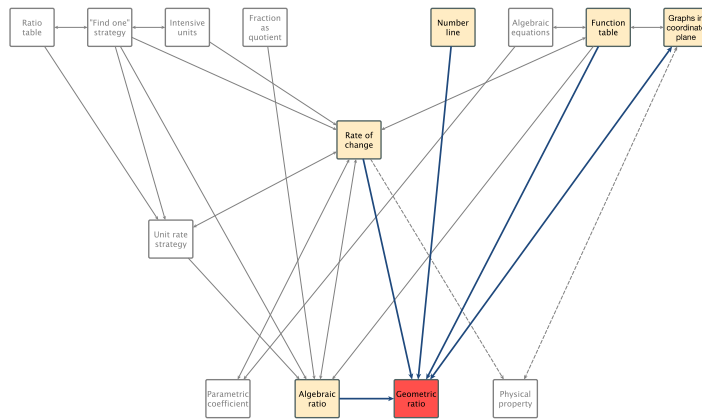 Ratio
table
"Find one"
strategy
Intensive
units
Fraction
as
quotient
Number
line
Algebraic
equations
Function
table
Graphs in
coordinate
plane
Rate of
change
Unit rate
strategy
Parametric
coefficient
Algebraic
ratio
Geometric
ratio
Physical
property